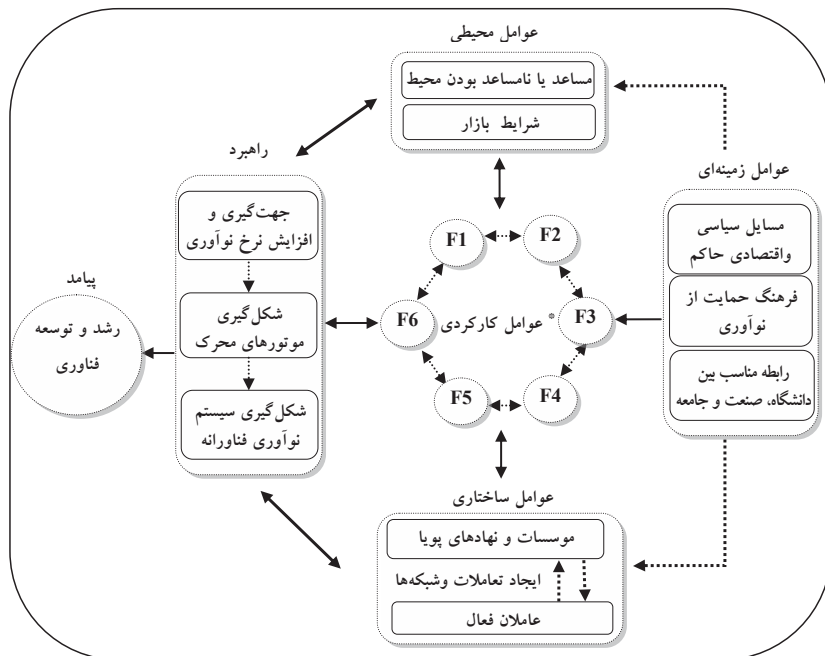 عوامل محیطی
مساعد یا نامساعد بودن محیط
شرایط بازار
عوامل زمینه‌ای
مسایل سیاسی
واقتصادی حاکم
فرهنگ حمایت از
نوآوری
رابطه مناسب بین
دانشگاه، صنعت و جامعه
راهبرد
جهت‌گیری و
افزایش نرخ نوآوری
شکل‌گیری
موتورهای محرک
شکل‌گیری سیستم
نوآوری فناورانه
پیامد
رشد و توسعه
فناوری
F1
F2
F3
F4
F5
F6
عوامل کارکردی *
عوامل ساختاری
موسسات و نهادهای پویا
ایجاد تعاملات وشبکه‌ها
عاملان فعال